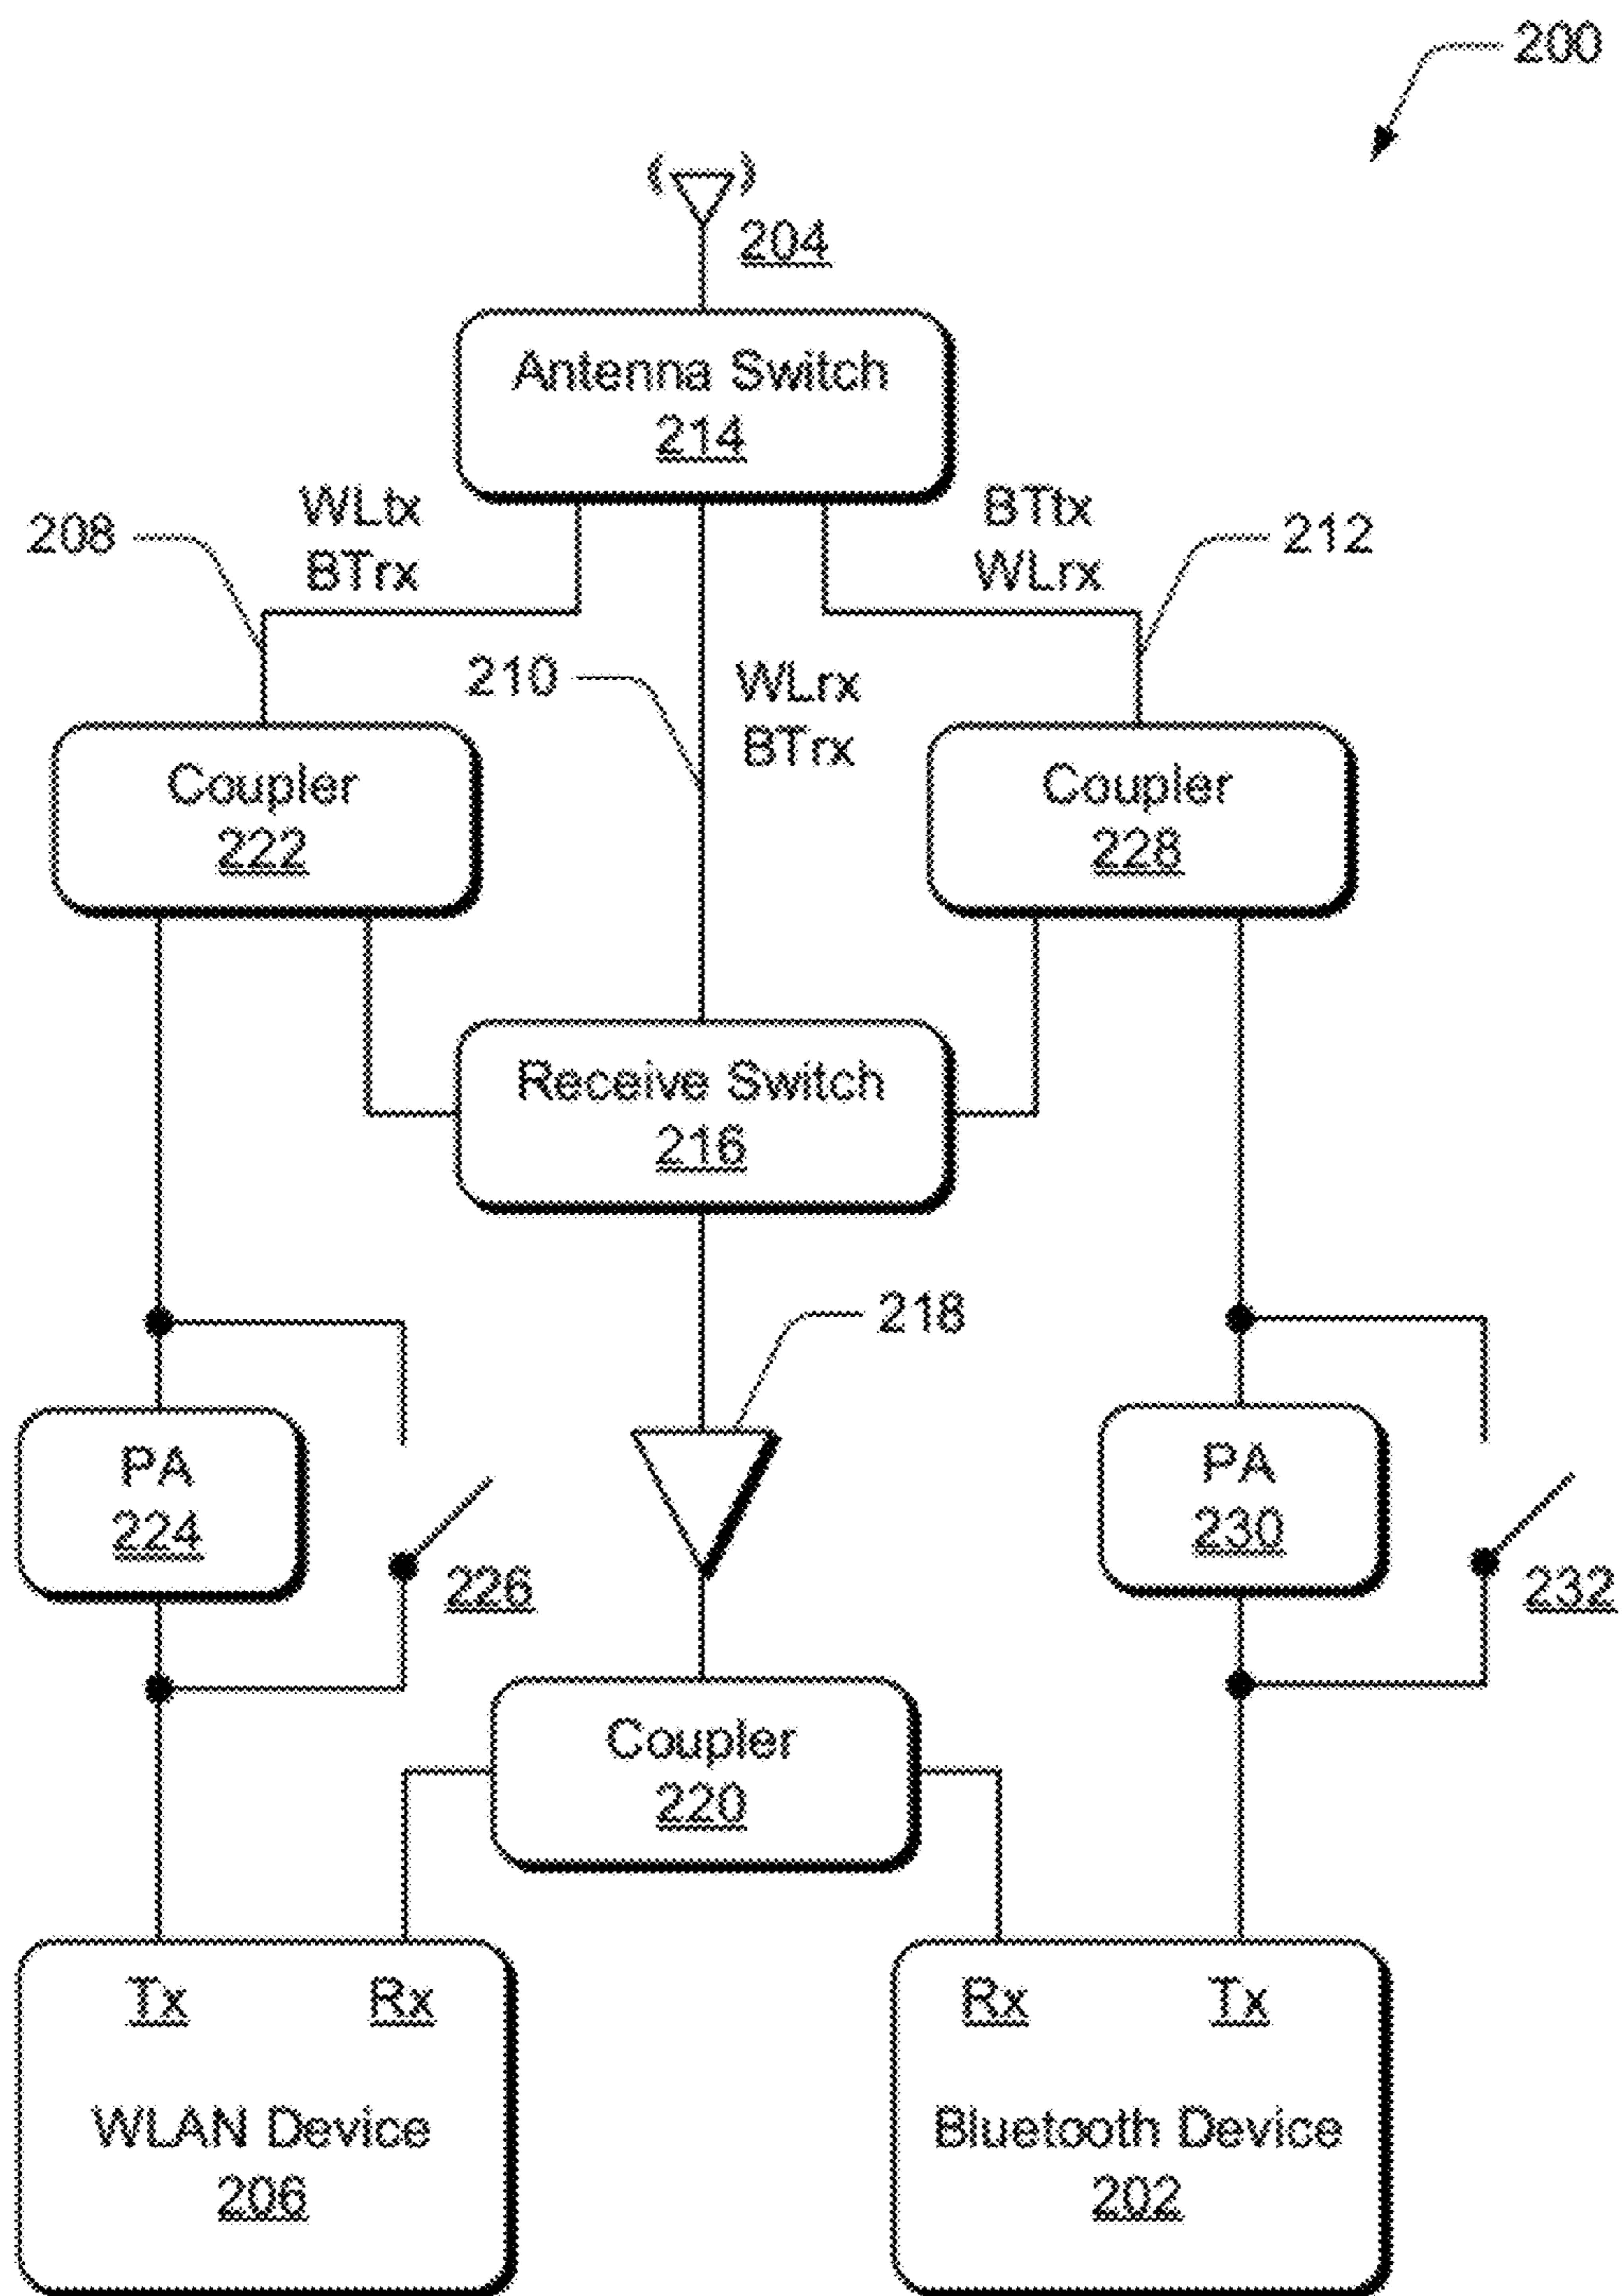 200
204
Antenna Switch
214
208
WLtx
BTrx
BTtx
WLrx
212
210
WLrx
BTrx
Coupler
222
Coupler
228
Receive Switch
216
218
PA
224
226
PA
230
232
Coupler
220
Tx
Rx
WLAN Device
206
Rx
Tx
Bluetooth Device
202